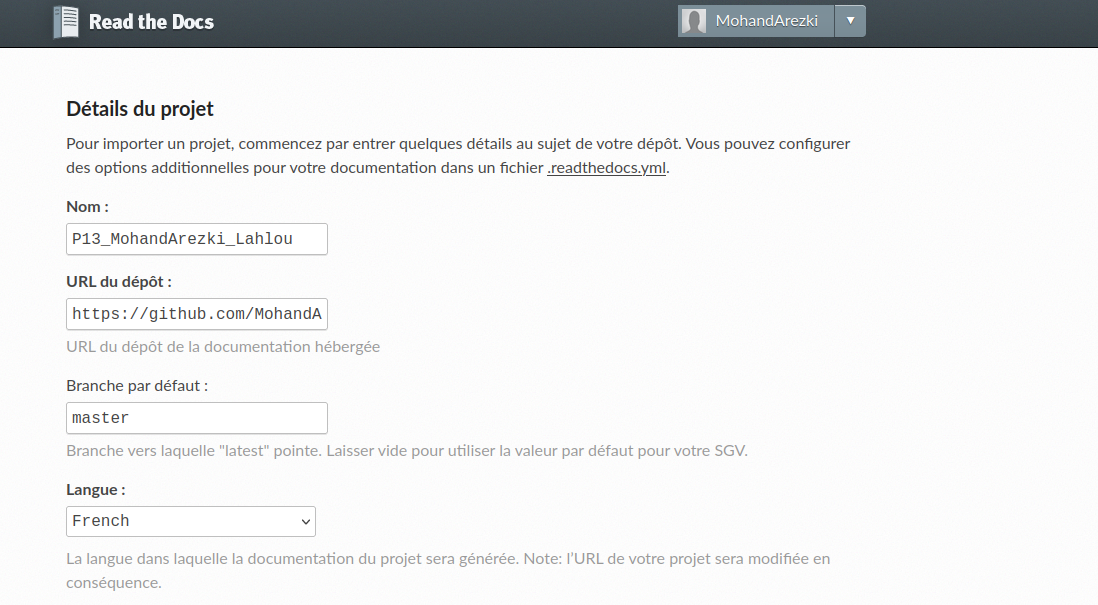 Read the Docs
MohandArezki
Détails du projet
Pour importer un projet, commencez par entrer quelques détails au sujet de votre dépôt. Vous pouvez configurer
des options additionnelles pour votre documentation dans un fichier .readthedocs.yml.
Nom :
P13_MohandArezki_Lahlou
URL du dépôt :
https://github.com/MohandA
URL du dépôt de la documentation hébergée
Branche par défaut :
master
Branche vers laquelle "latest" pointe. Laisser vide pour utiliser la valeur par défaut pour votre SGV.
Langue :
French
La langue dans laquelle la documentation du projet sera générée. Note: l’URL de votre projet sera modifiée en
conséquence.